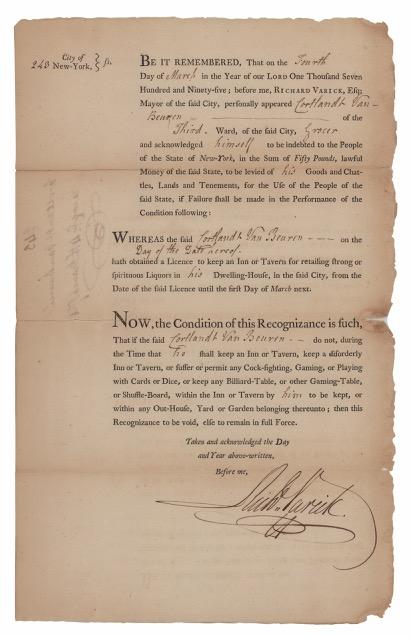 City of
249 New-York, } ſs.
BE IT REMEMBERED, That on the Fourth
Day of March in the Year of our LORD One Thouſand Seven
Hundred and Ninety-five; before me, RICHARD VARICK, Eſq;
Mayor of the ſaid City, perſonally appeared Cortlandt Van-
Beuren of the
Third Ward, of the ſaid City, Grocer
and acknowledged himself to be indebted to the People
of the State of New-York, in the Sum of Fifty Pounds, lawful
Money of the ſaid State, to be levied of his Goods and Chat-
tles, Lands and Tenements, for the Uſe of the People of the
ſaid State, if Failure ſhall be made in the Performance of the
Condition following:
WHEREAS the ſaid Cortlandt Van Beuren on the
Day of the Date hereof.
hath obtained a Licence to keep an Inn or Tavern for retailing ſtrong or
ſpirituous Liquors in his Dwelling-Houſe, in the ſaid City, from the
Date of the ſaid Licence until the firſt Day of March next.
NOW, the Condition of this Recognizance is ſuch,
That if the ſaid Cortlandt Van Beuren do not, during
the Time that he ſhall keep an Inn or Tavern, keep a diſorderly
Inn or Tavern, or ſuffer or permit any Cock-fighting, Gaming, or Playing
with Cards or Dice, or keep any Billiard-Table, or other Gaming-Table,
or Shuffle-Board, within the Inn or Tavern by him to be kept, or
within any Out-Houſe, Yard or Garden belonging thereunto; then this
Recognizance to be void, elſe to remain in full Force.
Taken and acknowledged the Day
and Year above-written,
Before me,
Richd. Varick.